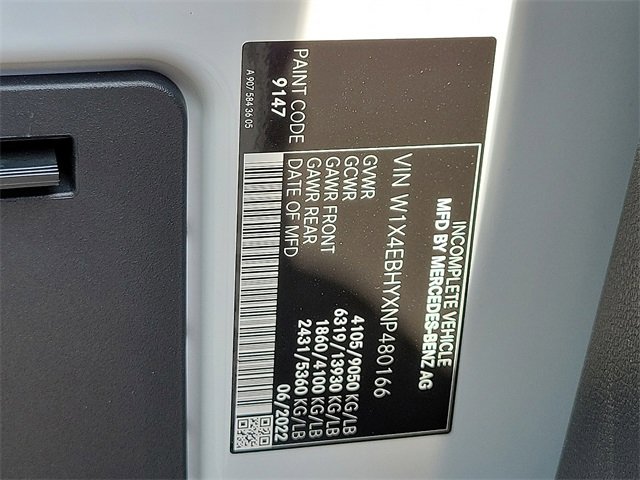 INCOMPLETE VEHICLE
MFD BY MERCEDES-BENZ AG
VIN W1X4EBHYXNP480166
GVWR 4105/9050 KG/LB
GCWR 6319/13930 KG/LB
GAWR FRONT 1860/4100 KG/LB
GAWR REAR 2431/5360 KG/LB
DATE OF MFD 06/2022
PAINT CODE
9147
A 907 584 36 05